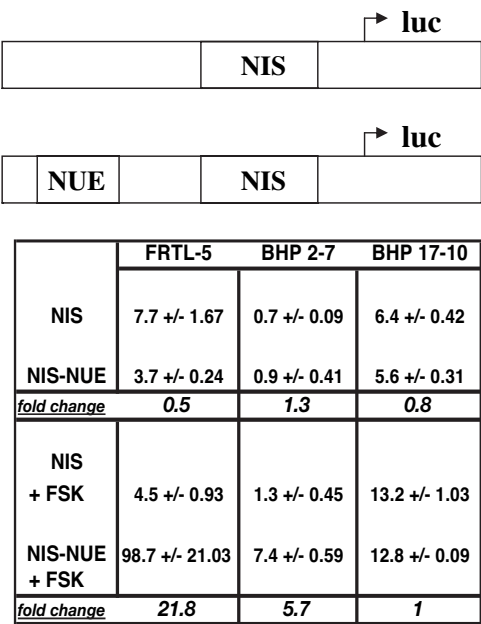 luc
NIS
luc
NUE NIS
FRTL-5 BHP 2-7 BHP 17-10
NIS 7.7 +/- 1.67 0.7 +/- 0.09 6.4 +/- 0.42
NIS-NUE 3.7 +/- 0.24 0.9 +/- 0.41 5.6 +/- 0.31
fold change 0.5 1.3 0.8
NIS
+ FSK 4.5 +/- 0.93 1.3 +/- 0.45 13.2 +/- 1.03
NIS-NUE 98.7 +/- 21.03 7.4 +/- 0.59 12.8 +/- 0.09
+ FSK
fold change 21.8 5.7 1